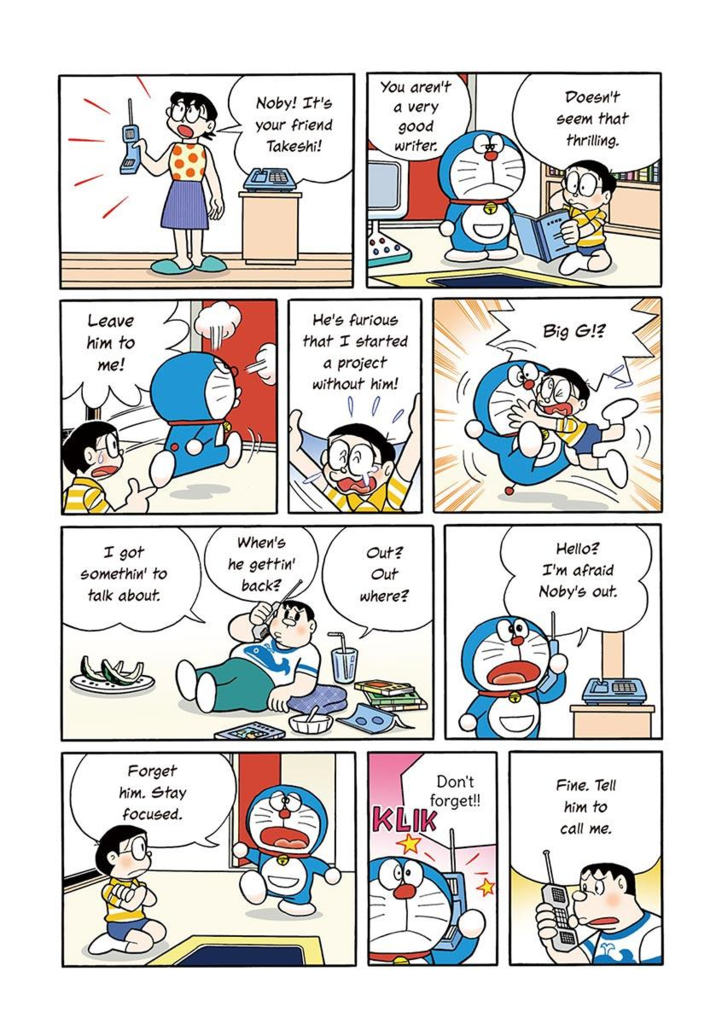 Doesn't
seem that
thrilling.
You aren't
a very
good
writer.
Noby! It's
your friend
Takeshi!
Big G!?
He's furious
that I started
a project
without him!
Leave
him to
me!
Hello?
I'm afraid
Noby's out.
Out?
Out
where?
When's
he gettin'
back?
I got
somethin' to
talk about.
Fine. Tell
him to
call me.
Don't
forget!!
KLIK
Forget
him. Stay
focused.